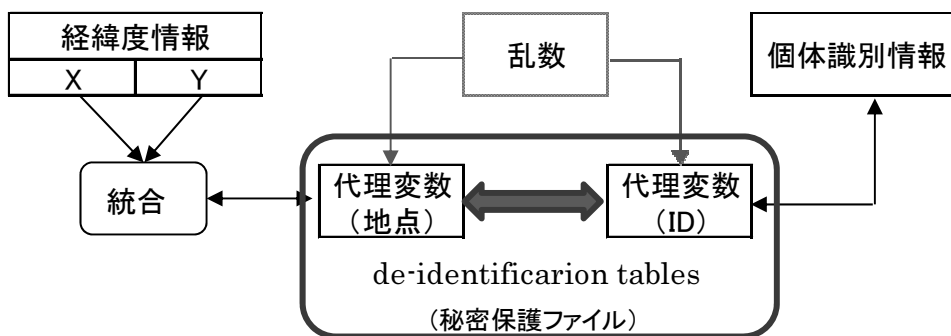 経緯度情報
X Y
乱数
個体識別情報
統合
代理変数
（地点）
代理変数
（ID）
de-identificarion tables
（秘密保護ファイル）